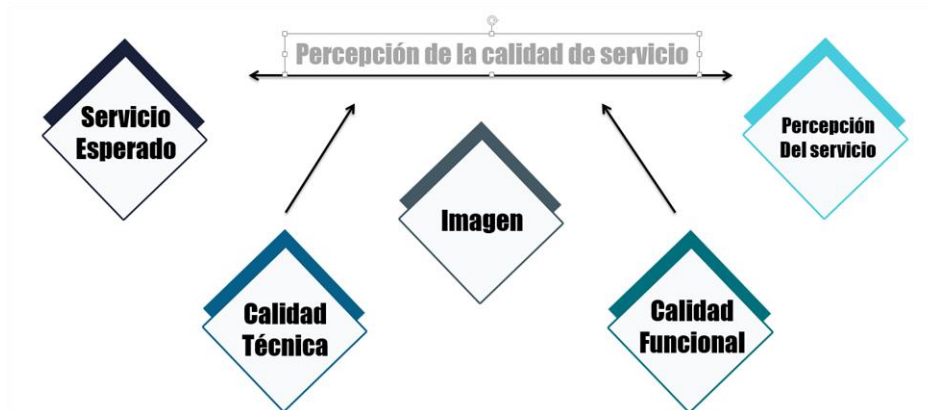 Percepción de la calidad de servicio
Servicio
Esperado
Percepción
Del servicio
Imagen
Calidad
Técnica
Calidad
Funcional